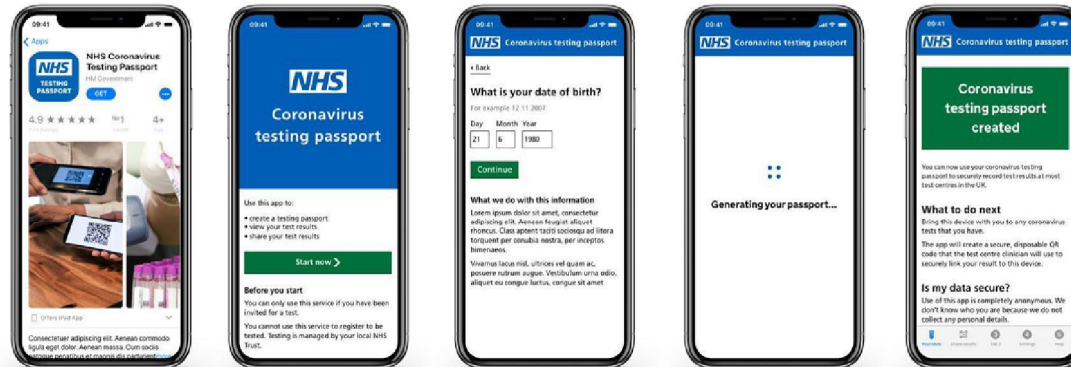 09:41
Apps
NHS
TESTING
PASSPORT
NHS Coronavirus
Testing Passport
HM Government
GET
4.9 ★★★★★
4+
Offers iPad App
Consectetuer adipiscing elit. Aenean commodo
ligula eget dolor. Aenean massa. Cum sociis
natoque penatibus et magnis dis parturient more
09:41
NHS
Coronavirus
testing passport
Use this app to:
• create a testing passport
• view your test results
• share your test results
Start now
Before you start
You can only use this service if you have been
invited for a test.
You cannot use this service to register to be
tested. Testing is managed by your local NHS
Trust.
09:41
NHS Coronavirus testing passport
Back
What is your date of birth?
For example 12 11 2007
Day Month Year
21 6 1980
Continue
What we do with this information
Lorem ipsum dolor sit amet, consectetur
adipiscing elit. Aenean feugiat aliquet
rhoncus. Class aptent taciti sociosqu ad litora
torquent per conubia nostra, per inceptos
himenaeos.
Vivamus lacus nisl, ultrices vel quam ac,
posuere rutrum augue. Vestibulum urna odio,
aliquet eu congue luctus, congue sit amet
09:41
NHS Coronavirus testing passport
Generating your passport...
09:41
NHS Coronavirus testing passport
Coronavirus
testing passport
created
You can now use your coronavirus testing
passport to securely record test results at most
test centres in the UK.
What to do next
Bring this device with you to any coronavirus
tests that you have.
The app will create a secure, disposable QR
code that the test centre clinician will use to
securely link your result to this device.
Is my data secure?
Use of this app is completely anonymous. We
don't know who you are because we do not
collect any personal details.
Your tests
Settings
Help